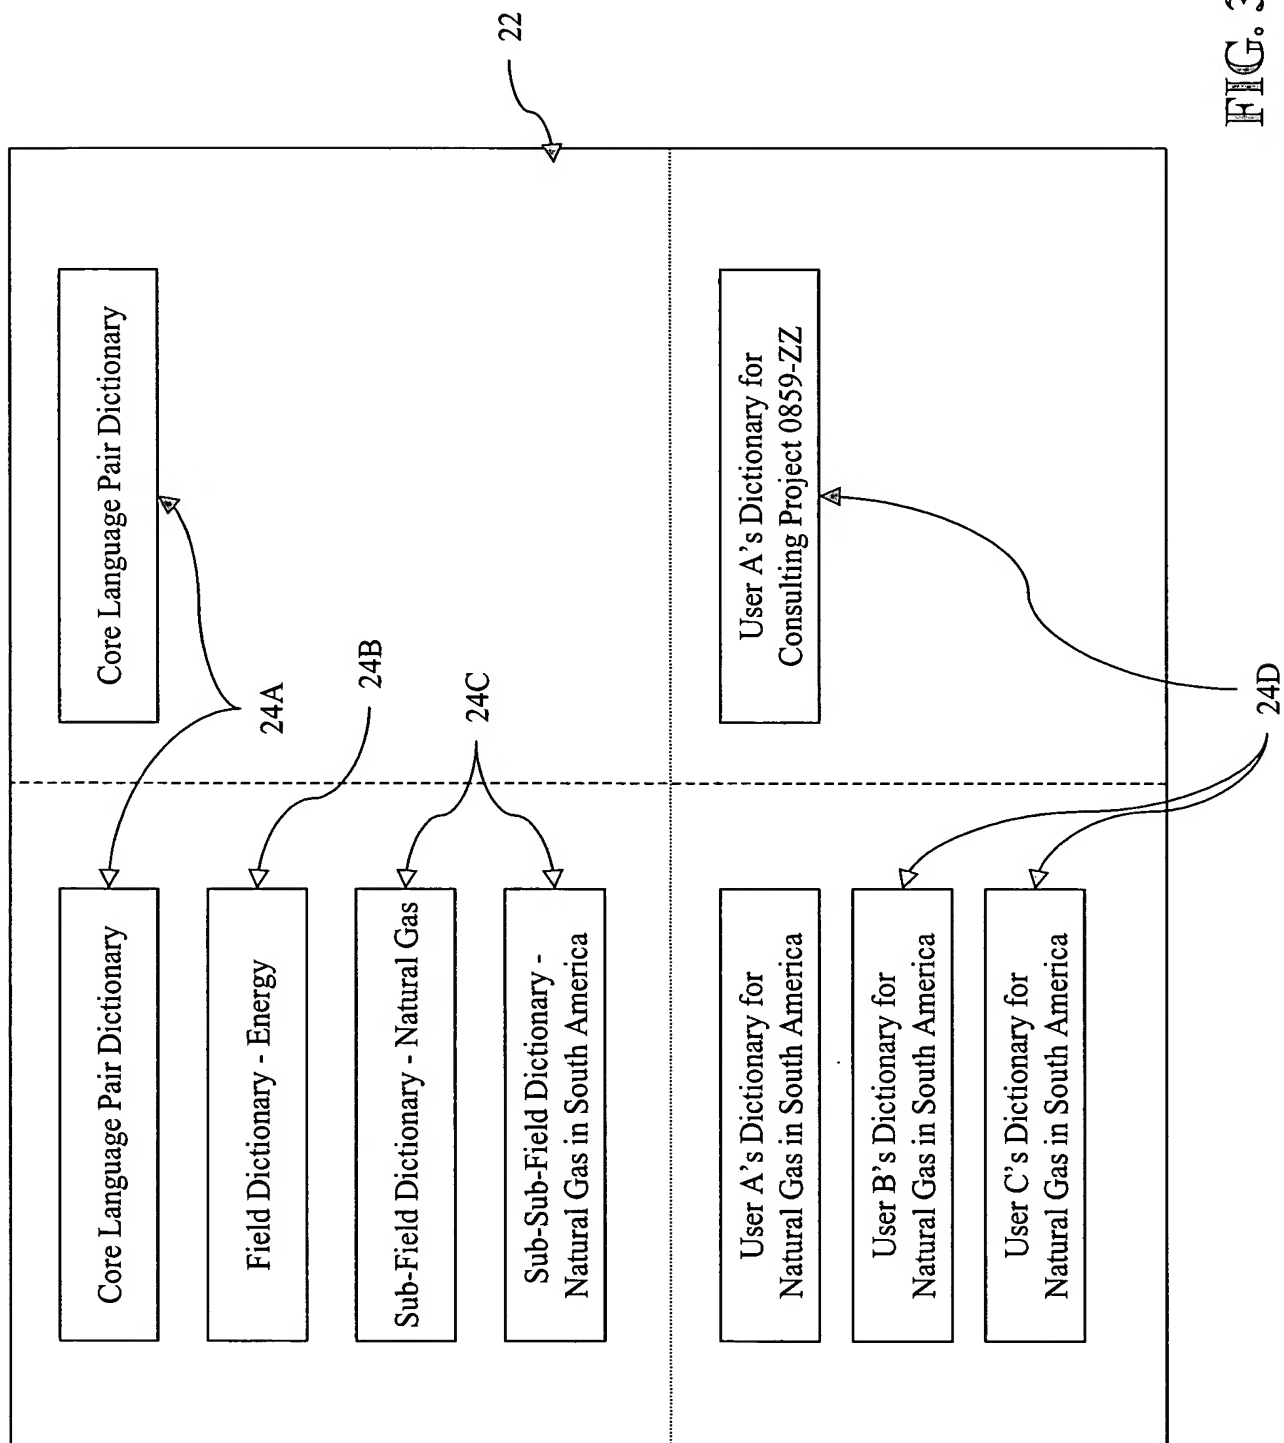 Core Language Pair Dictionary
Field Dictionary - Energy
Sub-Field Dictionary - Natural Gas
Sub-Sub-Field Dictionary -
Natural Gas in South America
User A's Dictionary for
Natural Gas in South America
User B's Dictionary for
Natural Gas in South America
User C's Dictionary for
Natural Gas in South America
24A
24B
24C
24D
Core Language Pair Dictionary
User A's Dictionary for
Consulting Project 0859-ZZ
22
FIG. 3